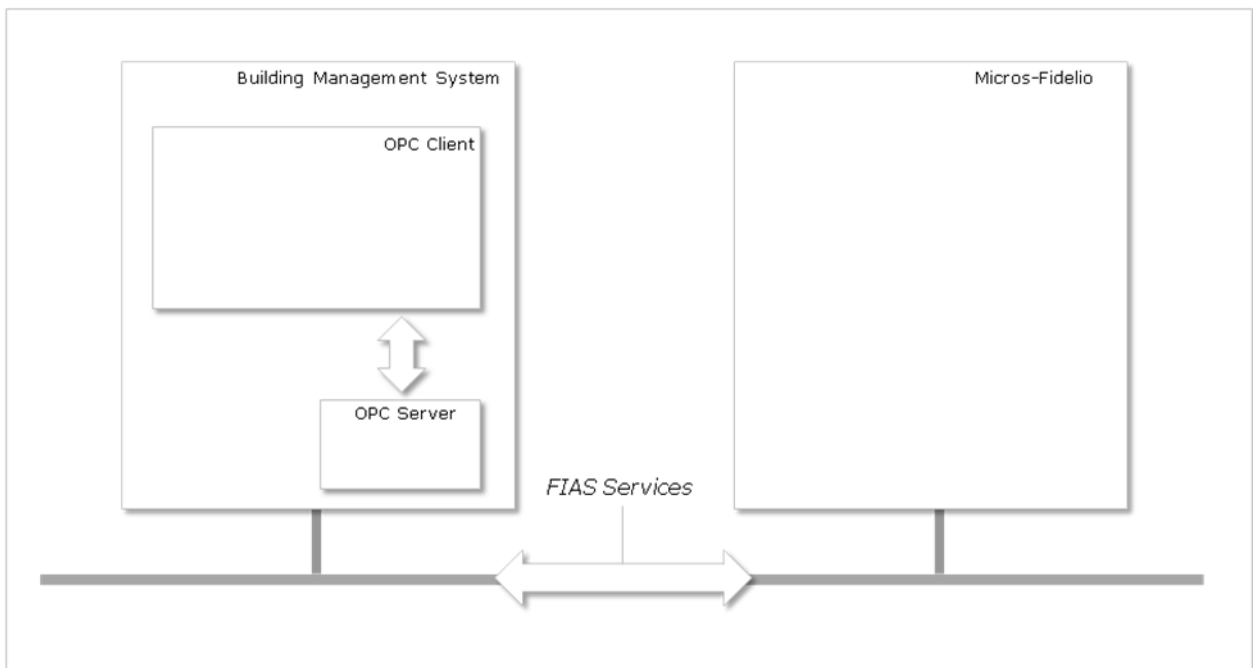 Building Management System
Micros-Fidelio
OPC Client
OPC Server
FIAS Services